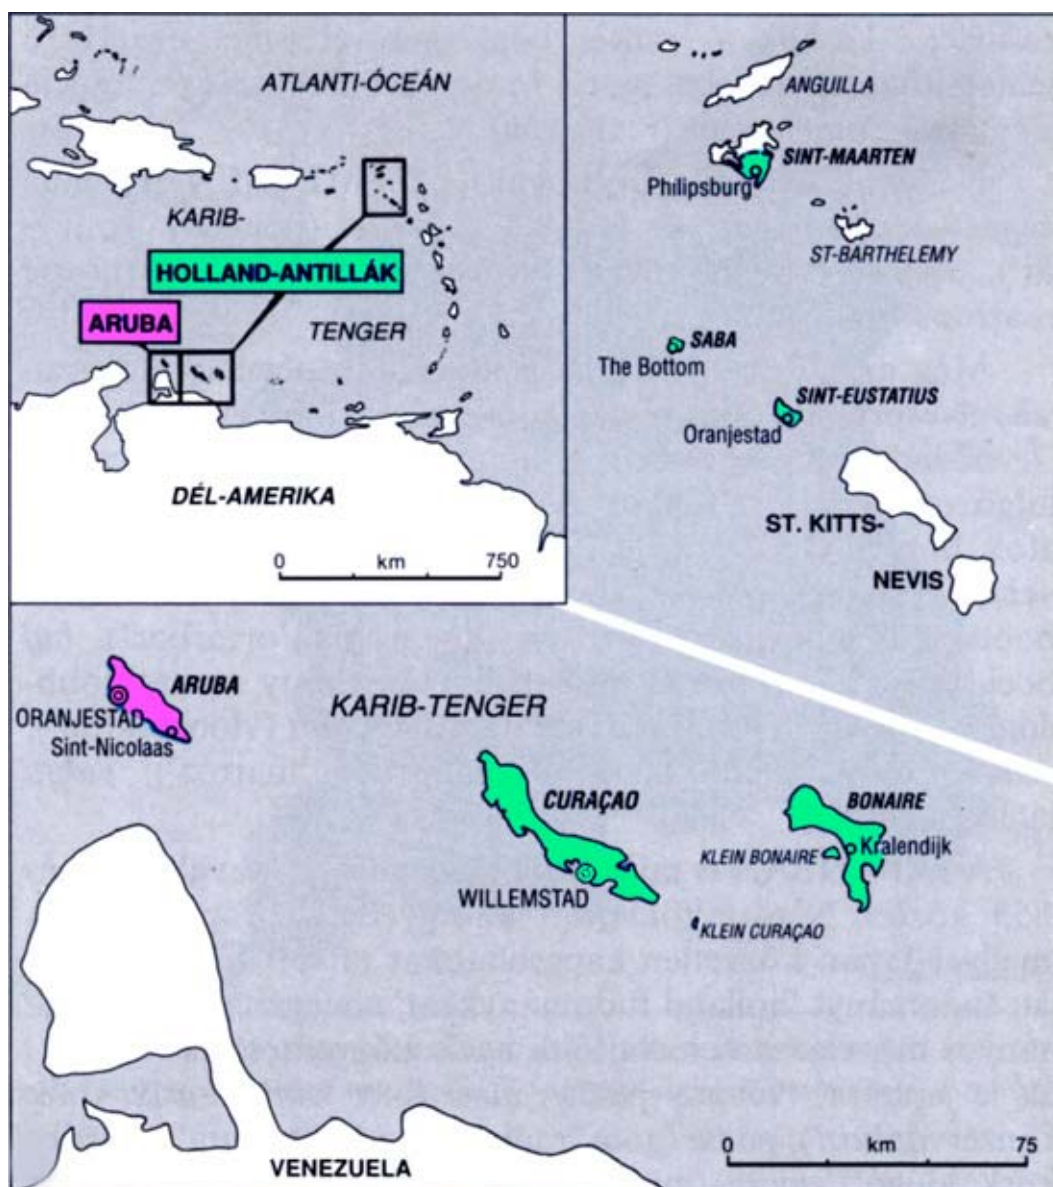 ATLANTI-ÓCEÁN
KARIB-
HOLLAND-ANTILLÁK
ARUBA
TENGER
DÉL-AMERIKA
0 km 750
ANGUILLA
SINT-MAARTEN
Philipsburg
ST-BARTHELEMY
SABA
The Bottom
SINT-EUSTATIUS
Oranjestad
ST. KITTS-
NEVIS
ARUBA
ORANJESTAD
Sint-Nicolaas
KARIB-TENGER
CURAÇAO
WILLEMSTAD
KLEIN CURAÇAO
BONAIRE
KLEIN BONAIRE
Kralendijk
VENEZUELA
0 km 75